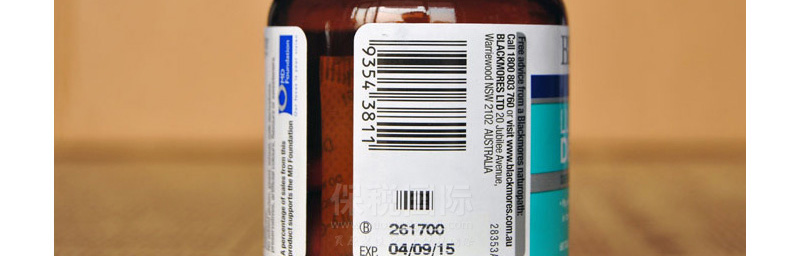 MD
Foundation
A percentage of sales from this
product supports the MD Foundation
9354 3811
Free advice from a Blackmores naturopath:
Call 1800 803 760 or visit www.blackmores.com.au
BLACKMORES LTD 20 Jubilee Avenue,
Warriewood NSW 2102 AUSTRALIA
28353A
B 261700
EXP. 04/09/15
保税国际